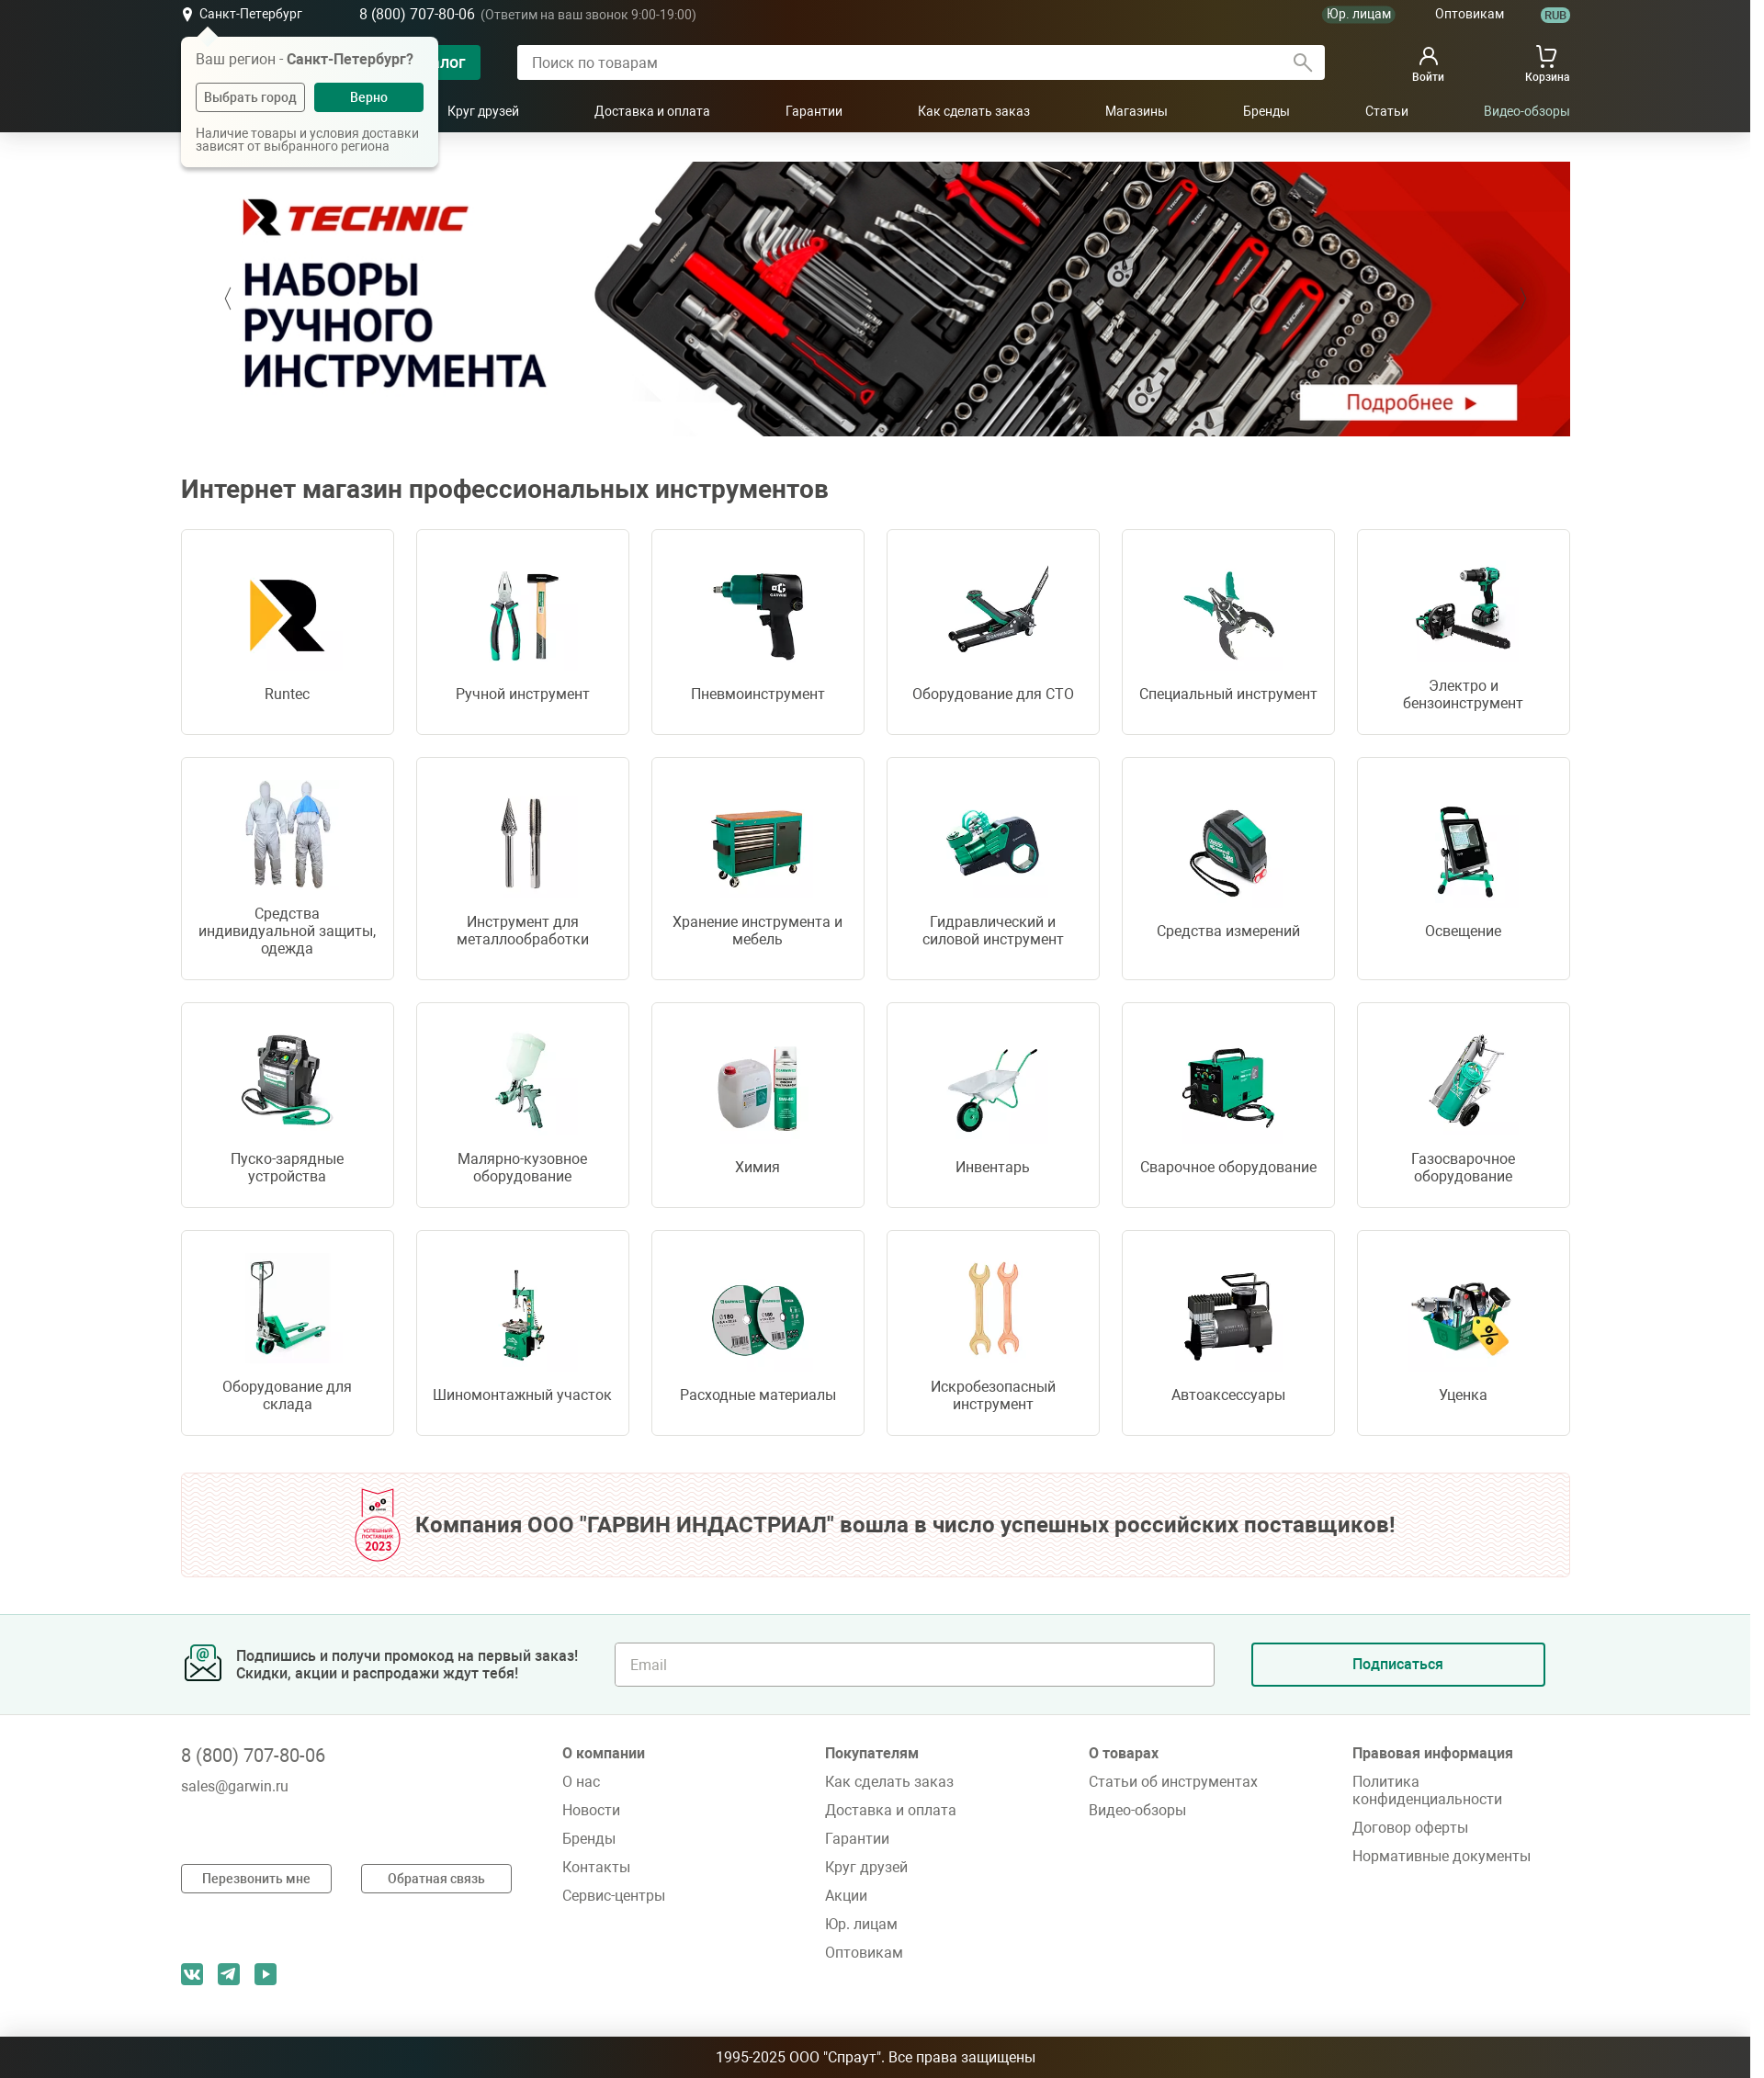 Санкт-Петербург
8 (800) 707-80-06 (Ответим на ваш звонок 9:00-19:00)
Юр. лицам
Оптовикам
RUB
Ваш регион - Санкт-Петербург?
Выбрать город
Верно
Наличие товары и условия доставки
зависят от выбранного региона
Поиск по товарам
Войти
Корзина
Круг друзей
Доставка и оплата
Гарантии
Как сделать заказ
Магазины
Бренды
Статьи
Видео-обзоры
R TECHNIC
НАБОРЫ
РУЧНОГО
ИНСТРУМЕНТА
Подробнее
Интернет магазин профессиональных инструментов
Runtec
Ручной инструмент
Пневмоинструмент
Оборудование для СТО
Специальный инструмент
Электро и
бензоинструмент
Средства
индивидуальной защиты,
одежда
Инструмент для
металлообработки
Хранение инструмента и
мебель
Гидравлический и
силовой инструмент
Средства измерений
Освещение
Пуско-зарядные
устройства
Малярно-кузовное
оборудование
Химия
Инвентарь
Сварочное оборудование
Газосварочное
оборудование
Оборудование для
склада
Шиномонтажный участок
Расходные материалы
Искробезопасный
инструмент
Автоаксессуары
Уценка
УСПЕШНЫЙ
ПОСТАВЩИК
2023
Компания ООО "ГАРВИН ИНДАСТРИАЛ" вошла в число успешных российских поставщиков!
Подпишись и получи промокод на первый заказ!
Скидки, акции и распродажи ждут тебя!
Email
Подписаться
8 (800) 707-80-06
sales@garwin.ru
Перезвонить мне
Обратная связь
О компании
О нас
Новости
Бренды
Контакты
Сервис-центры
Покупателям
Как сделать заказ
Доставка и оплата
Гарантии
Круг друзей
Акции
Юр. лицам
Оптовикам
О товарах
Статьи об инструментах
Видео-обзоры
Правовая информация
Политика
конфиденциальности
Договор оферты
Нормативные документы
1995-2025 ООО "Спраут". Все права защищены